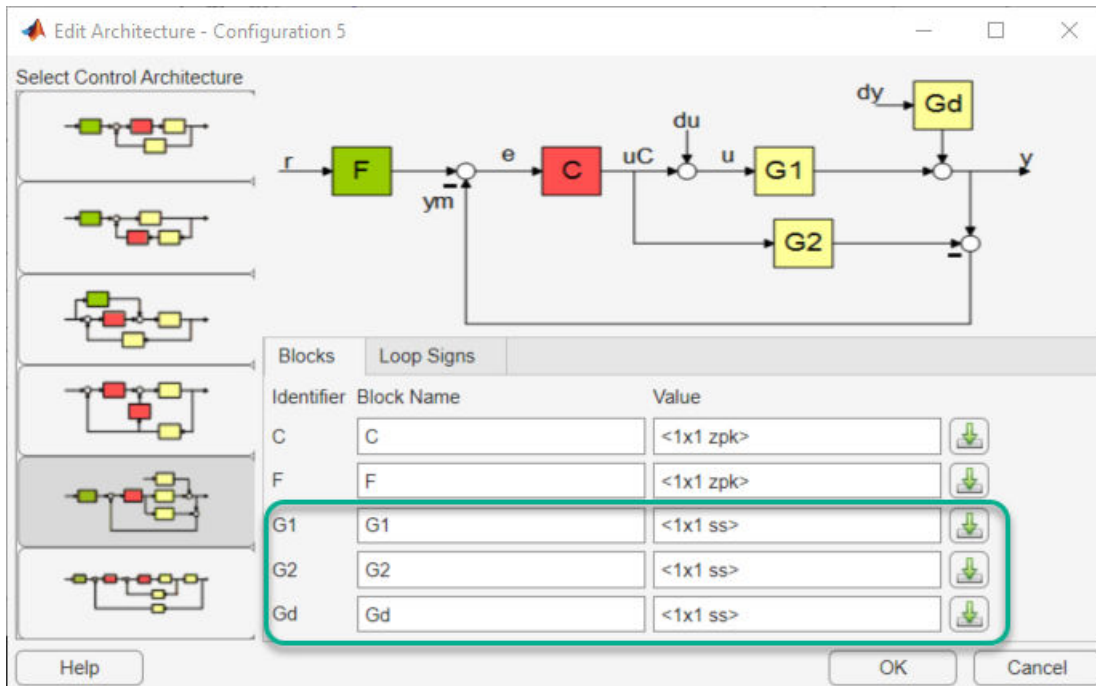 Edit Architecture - Configuration 5
Select Control Architecture
dy
Gd
du
r
F
e
C
uC
u
G1
y
ym
G2
Blocks
Loop Signs
Identifier Block Name Value
C C <1x1 zpk>
F F <1x1 zpk>
G1 G1 <1x1 ss>
G2 G2 <1x1 ss>
Gd Gd <1x1 ss>
Help OK Cancel